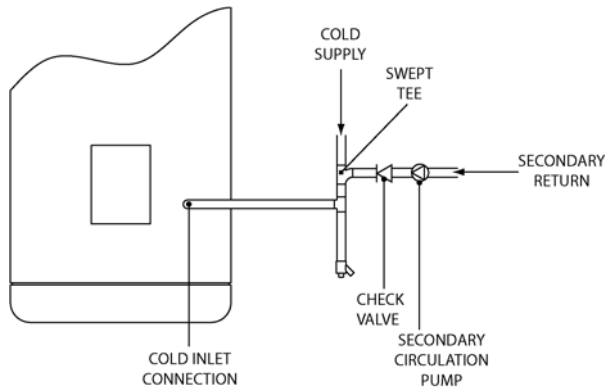 COLD
SUPPLY
SWEPT
TEE
SECONDARY
RETURN
CHECK
VALVE
SECONDARY
CIRCULATION
PUMP
COLD INLET
CONNECTION